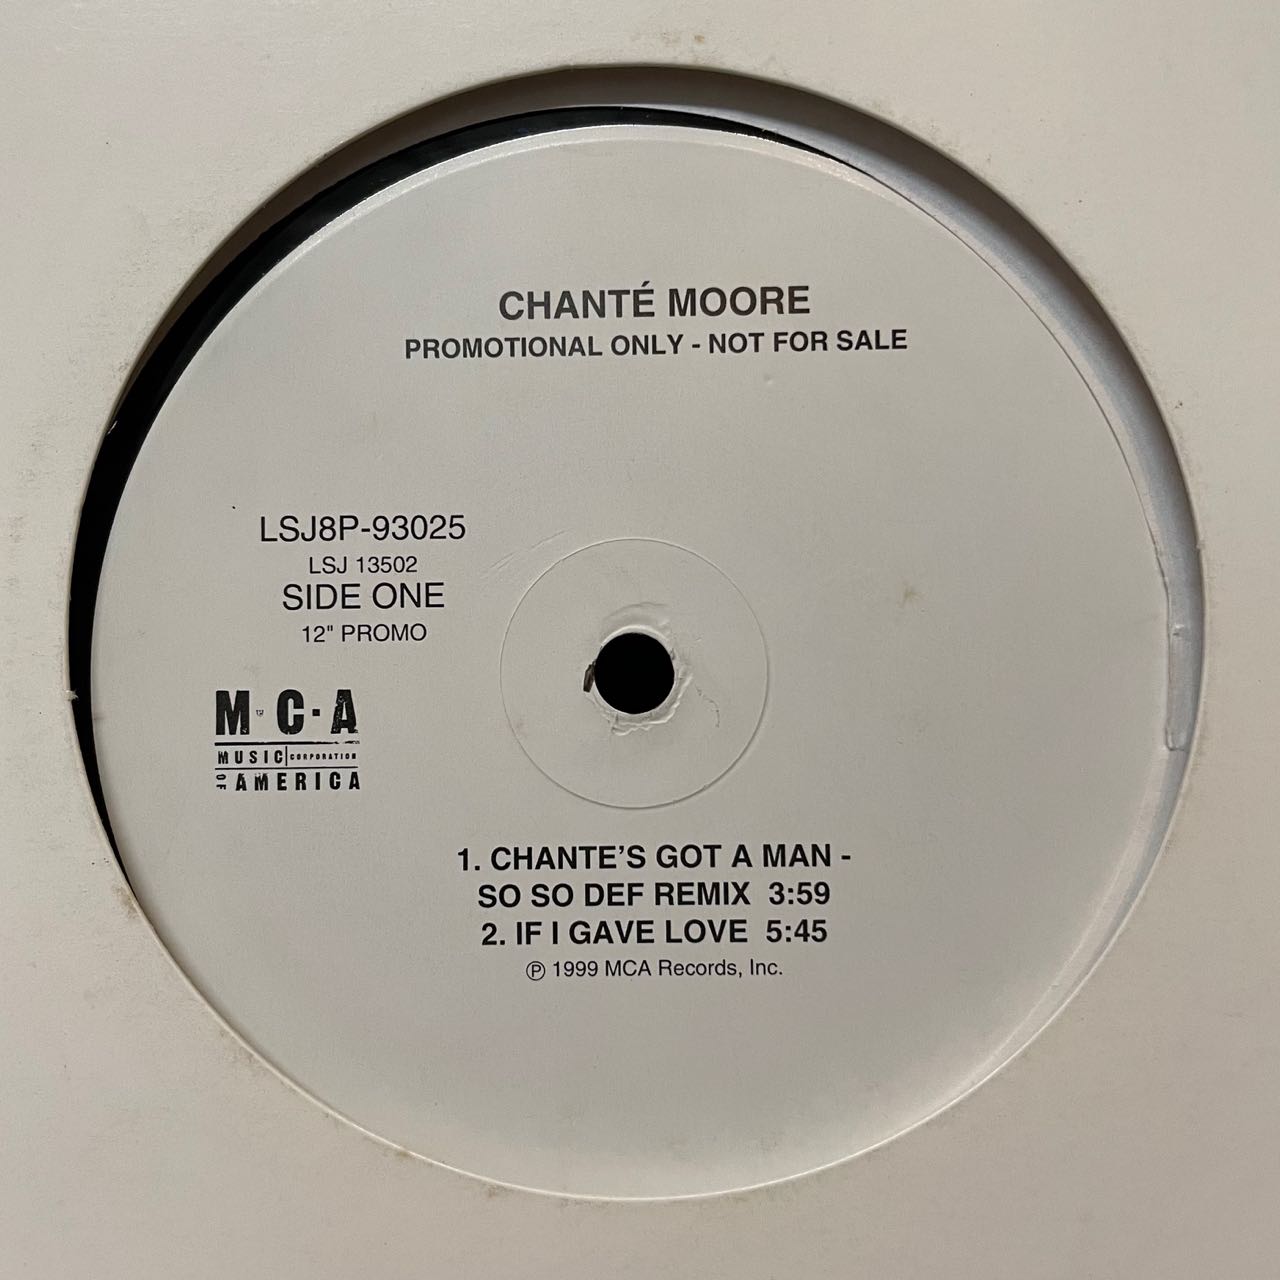 CHANTÉ MOORE
PROMOTIONAL ONLY - NOT FOR SALE
LSJ8P-93025
LSJ 13502
SIDE ONE
12" PROMO
M™C·A
MUSIC CORPORATION
OF AMERICA
1. CHANTE'S GOT A MAN -
SO SO DEF REMIX 3:59
2. IF I GAVE LOVE 5:45
℗ 1999 MCA Records, Inc.